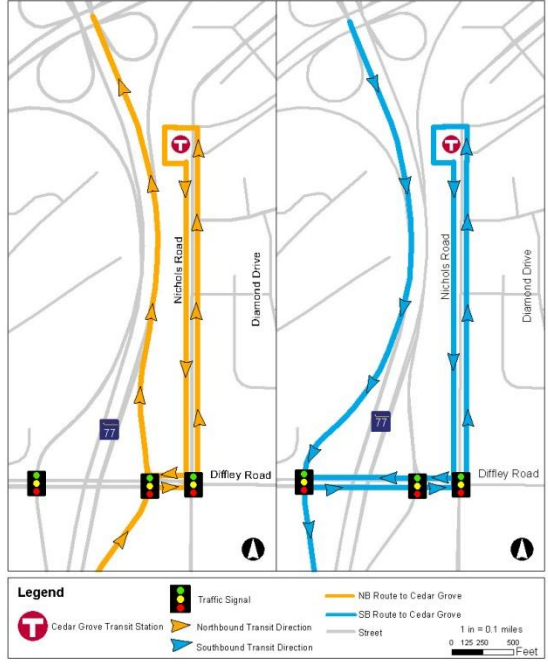 Nichols Road
Diamond Drive
77
Diffley Road
T
Nichols Road
Diamond Drive
77
Diffley Road
T
Legend
T Cedar Grove Transit Station
Traffic Signal
Northbound Transit Direction
Southbound Transit Direction
NB Route to Cedar Grove
SB Route to Cedar Grove
Street
1 in = 0.1 miles
0 125 250 500
Feet